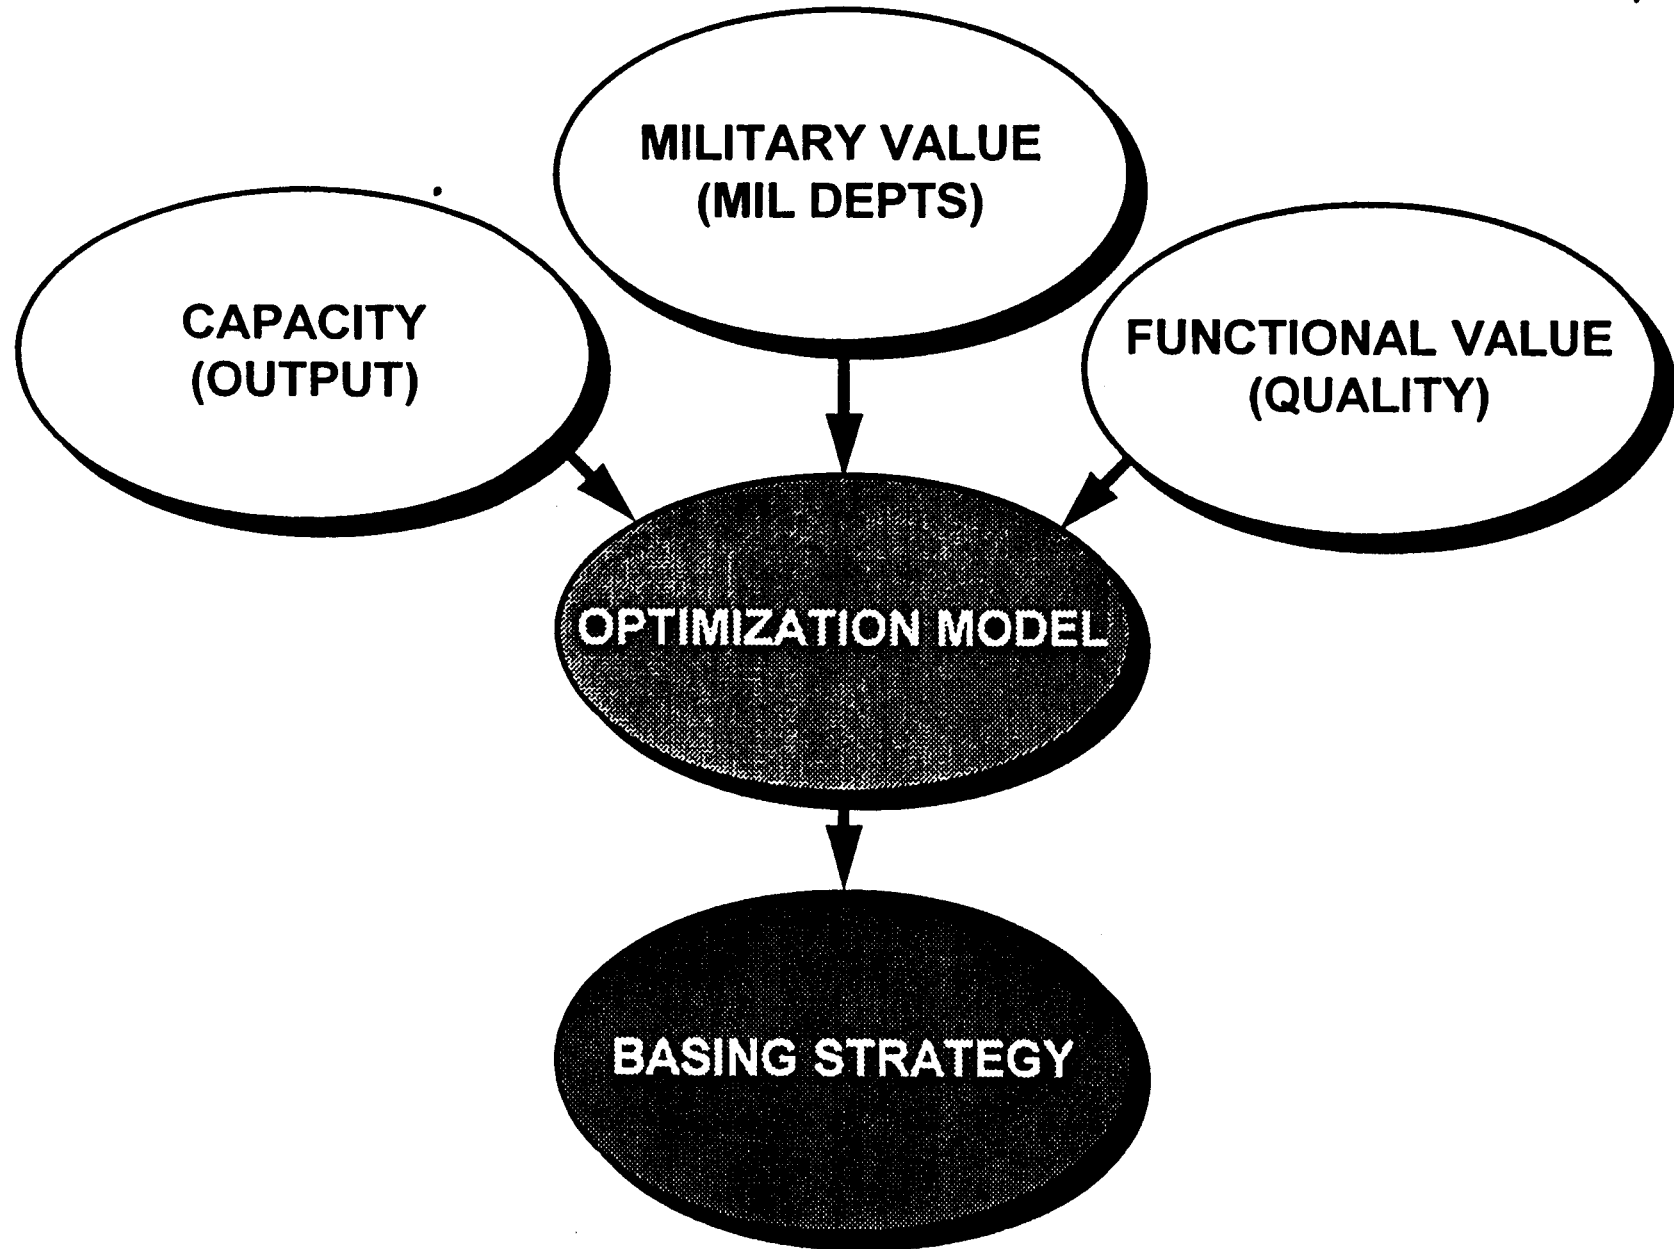 MILITARY VALUE
(MIL DEPTS)
CAPACITY
(OUTPUT)
FUNCTIONAL VALUE
(QUALITY)
OPTIMIZATION MODEL
BASING STRATEGY